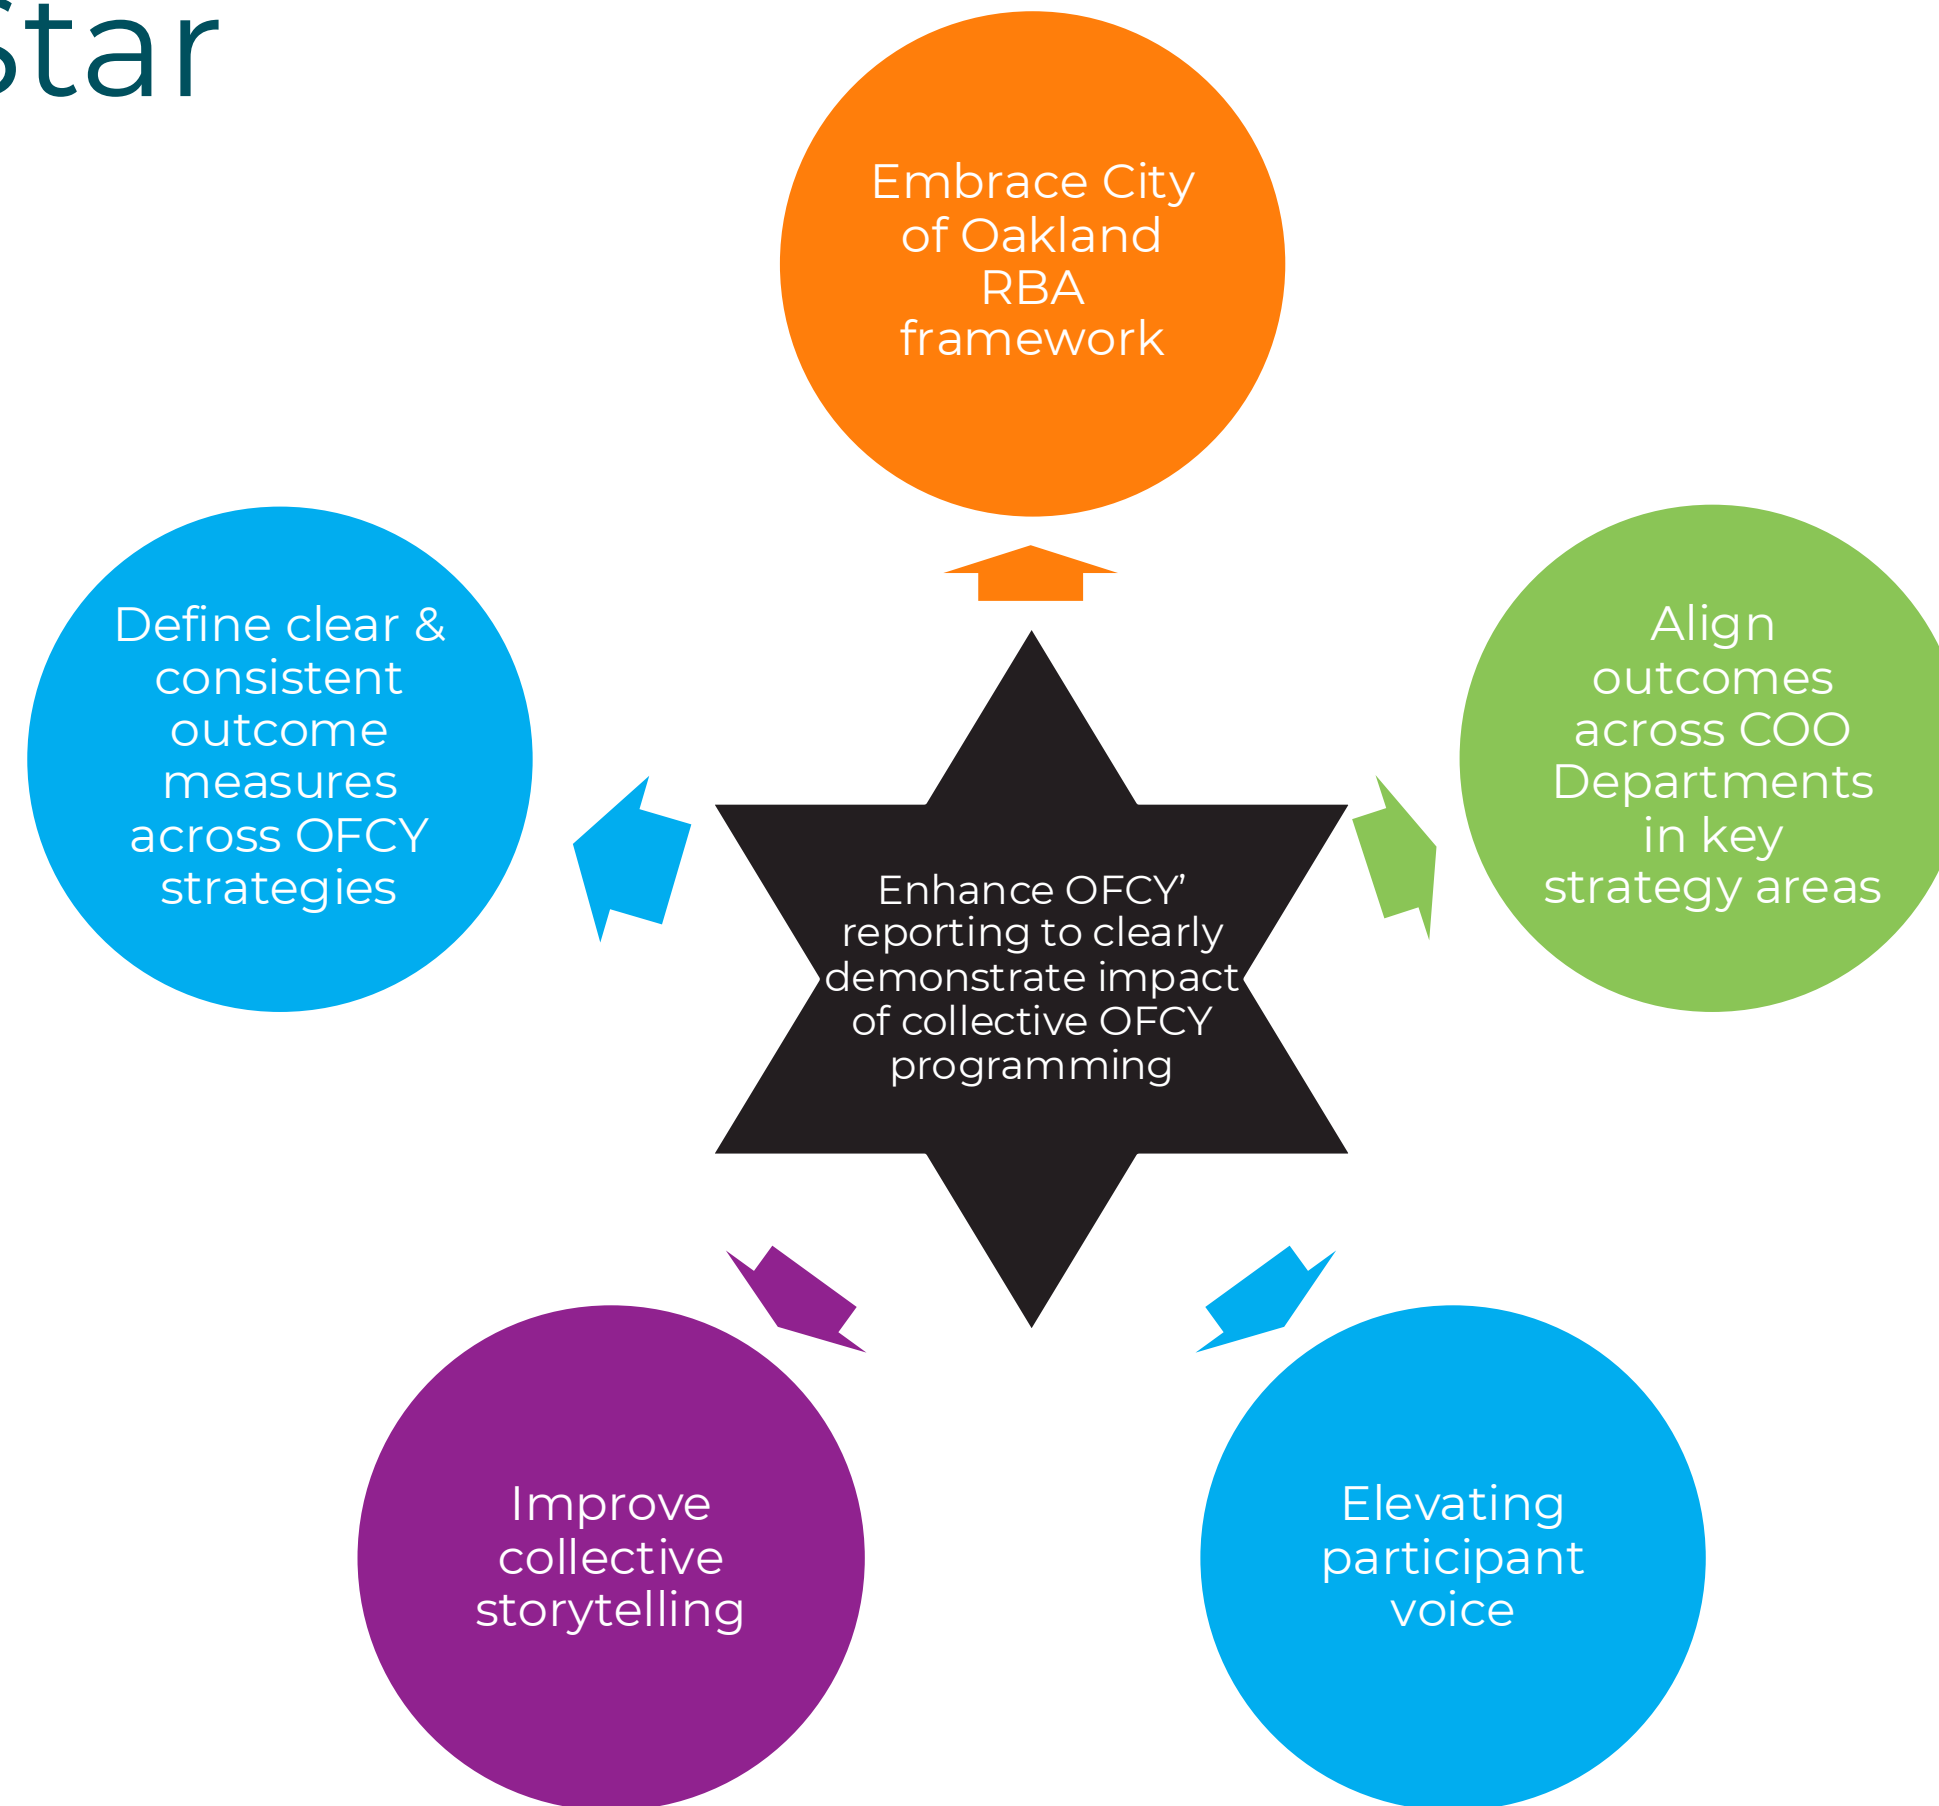 Star
Embrace City
of Oakland
RBA
framework
Define clear &
consistent
outcome
measures
across OFCY
strategies
Align
outcomes
across COO
Departments
in key
strategy areas
Enhance OFCY’
reporting to clearly
demonstrate impact
of collective OFCY
programming
Improve
collective
storytelling
Elevating
participant
voice